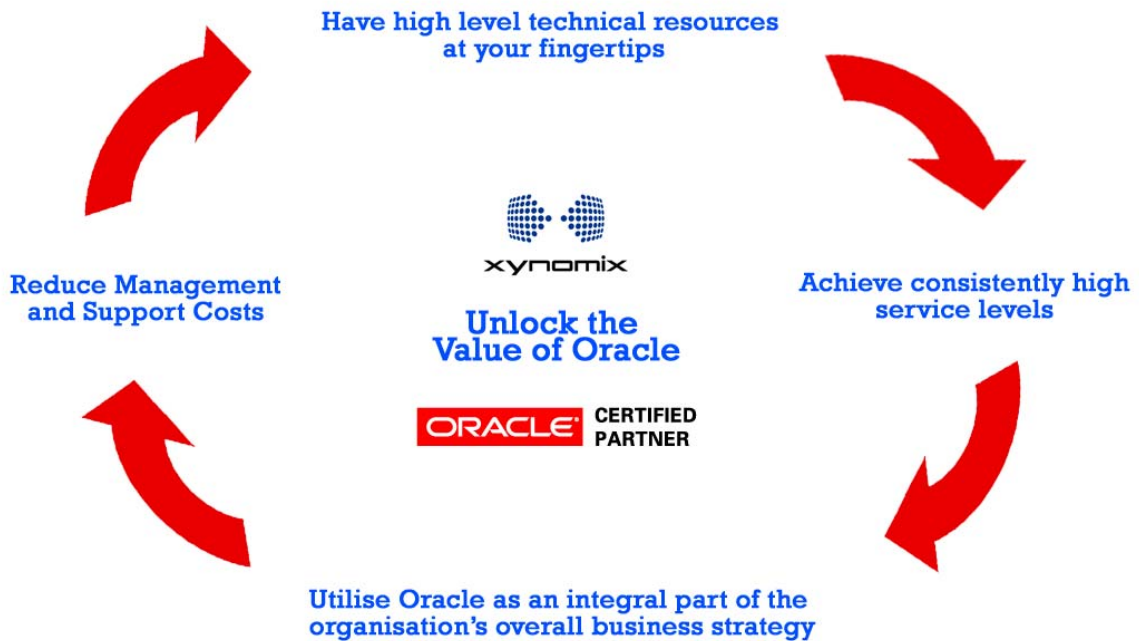 Have high level technical resources
at your fingertips
Reduce Management
and Support Costs
xynomix
Unlock the
Value of Oracle
ORACLE CERTIFIED
PARTNER
Achieve consistently high
service levels
Utilise Oracle as an integral part of the
organisation's overall business strategy